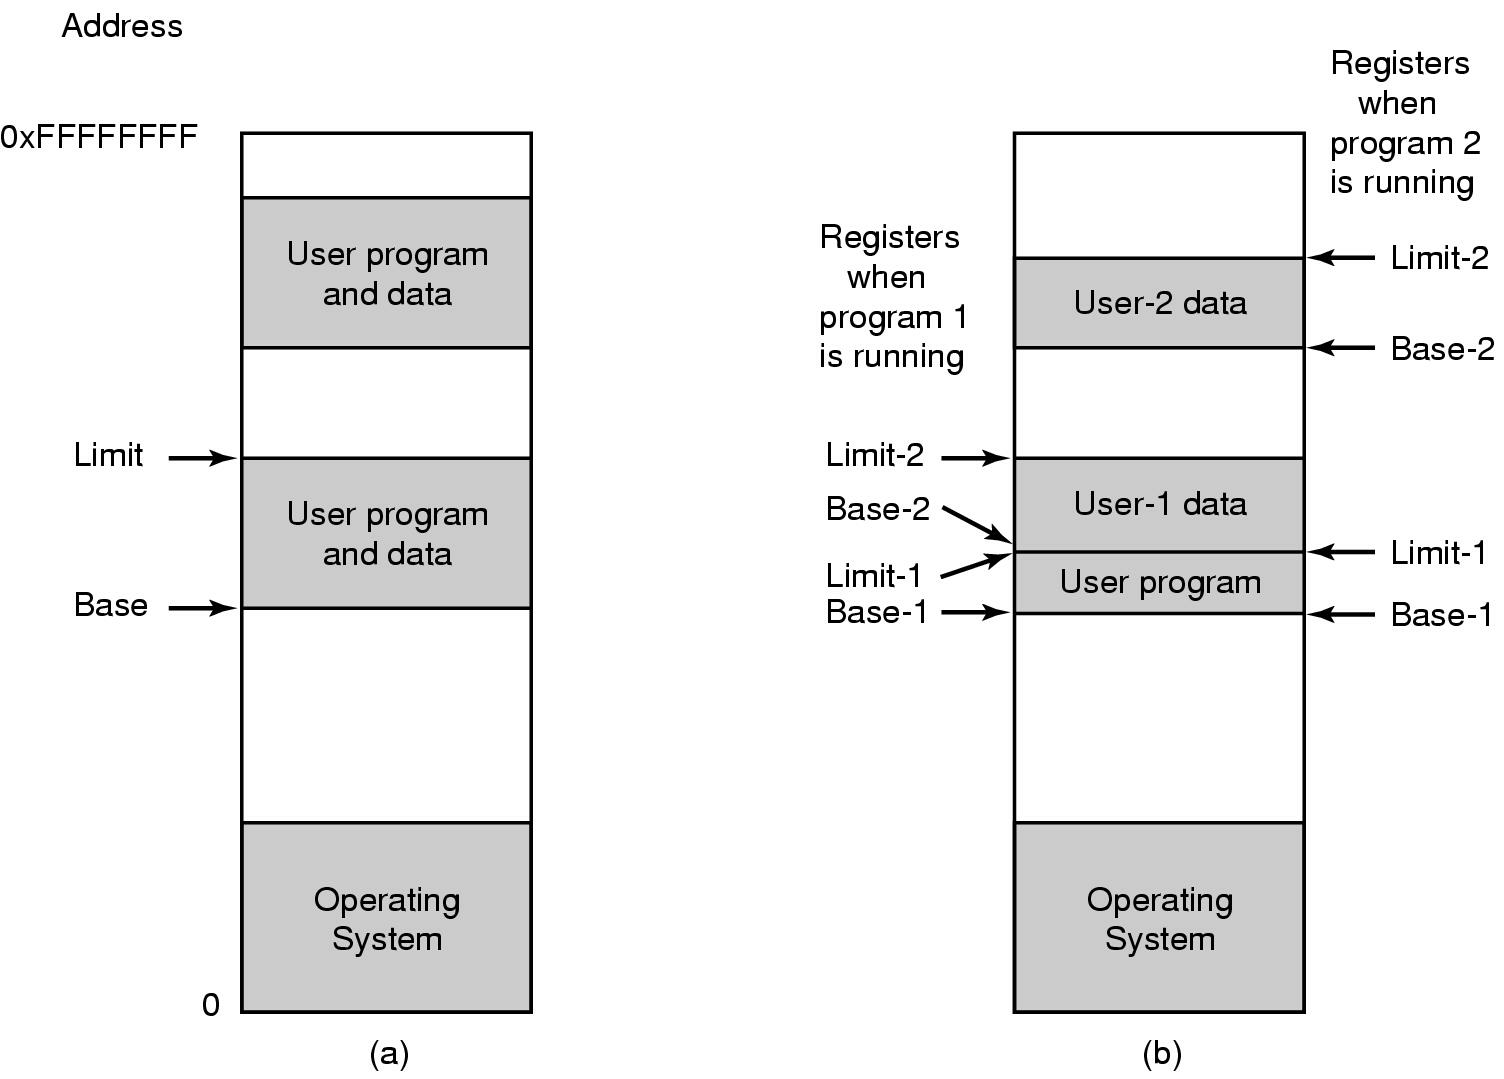 Address
0xFFFFFFFF
User program
and data
Limit
User program
and data
Base
Operating
System
0
(a)
Registers
when
program 1
is running
Limit-2
Base-2
Limit-1
Base-1
User-2 data
User-1 data
User program
Operating
System
(b)
Registers
when
program 2
is running
Limit-2
Base-2
Limit-1
Base-1